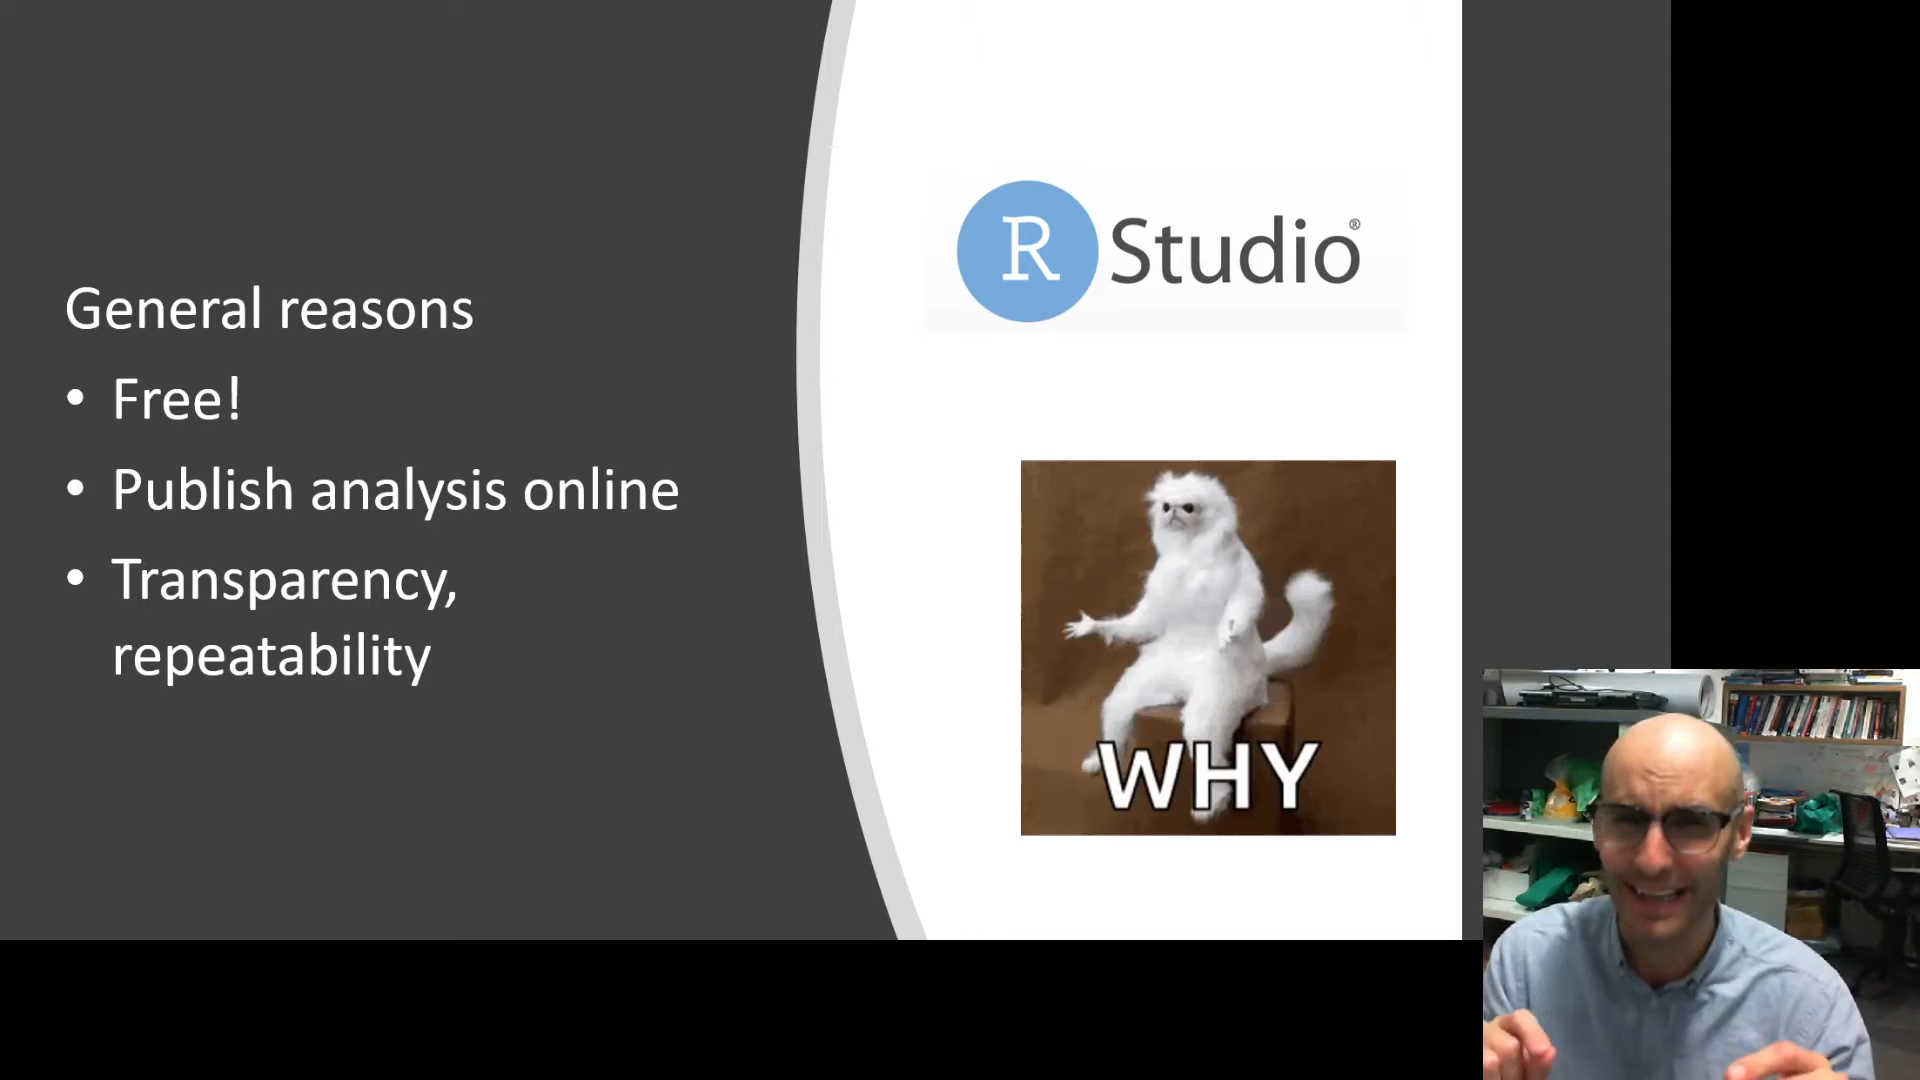 General reasons
• Free!
• Publish analysis online
• Transparency,
repeatability
R Studio®
WHY